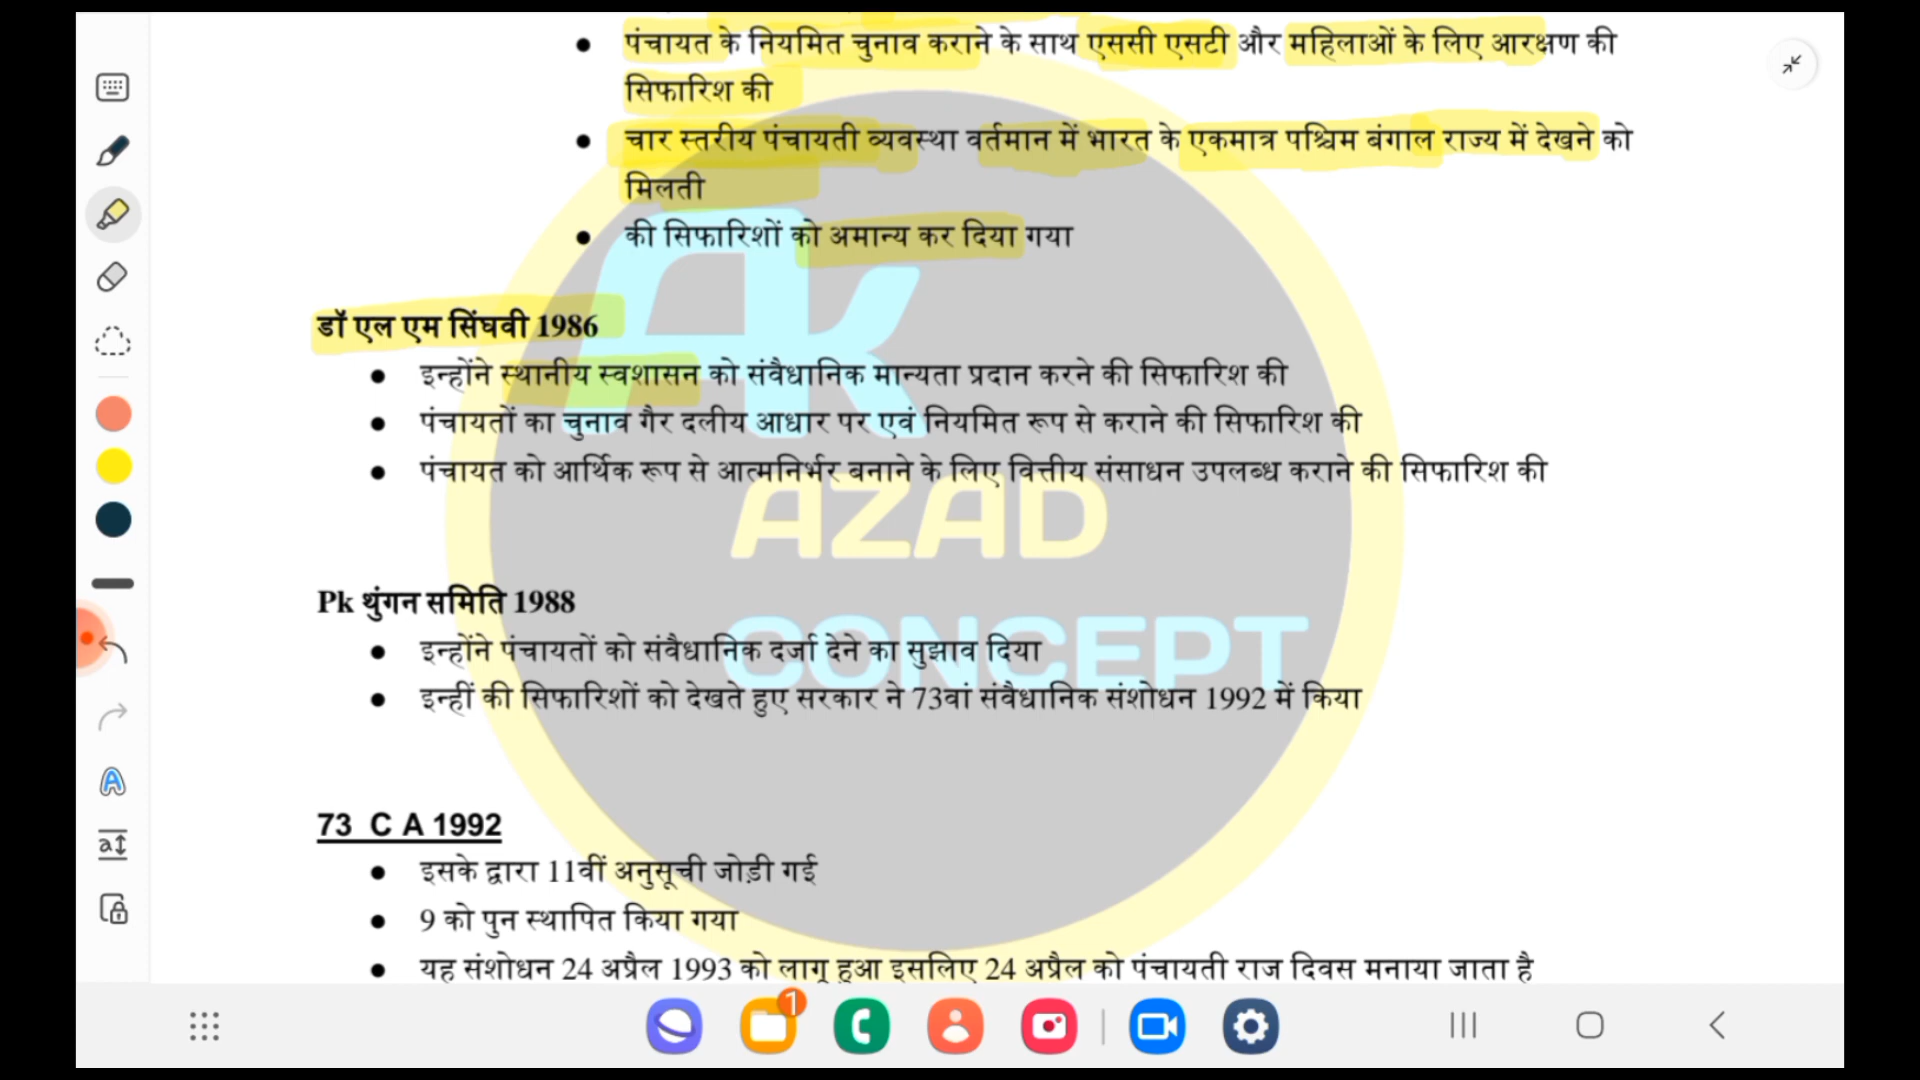 पंचायत के नियमित चुनाव कराने के साथ एससी एसटी और महिलाओं के लिए आरक्षण की
सिफारिश की
चार स्तरीय पंचायती व्यवस्था वर्तमान में भारत के एकमात्र पश्चिम बंगाल राज्य में देखने को
मिलती
की सिफारिशों को अमान्य कर दिया गया
डॉ एल एम सिंघवी 1986
इन्होंने स्थानीय स्वशासन को संवैधानिक मान्यता प्रदान करने की सिफारिश की
पंचायतों का चुनाव गैर दलीय आधार पर एवं नियमित रूप से कराने की सिफारिश की
पंचायत को आर्थिक रूप से आत्मनिर्भर बनाने के लिए वित्तीय संसाधन उपलब्ध कराने की सिफारिश की
AK
AZAD
CONCEPT
Pk थुंगन समिति 1988
इन्होंने पंचायतों को संवैधानिक दर्जा देने का सुझाव दिया
इन्हीं की सिफारिशों को देखते हुए सरकार ने 73वां संवैधानिक संशोधन 1992 में किया
73 C A 1992
इसके द्वारा 11वीं अनुसूची जोड़ी गई
9 को पुन स्थापित किया गया
यह संशोधन 24 अप्रैल 1993 को लागू हुआ इसलिए 24 अप्रैल को पंचायती राज दिवस मनाया जाता है
1